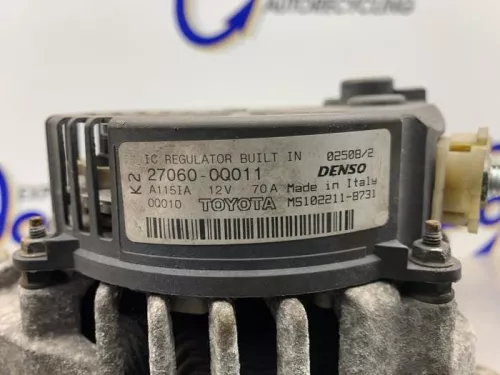 AUTORECYCLING
IC REGULATOR BUILT IN 02508/2
K2 27060-0Q011 DENSO
A115IA 12V 70A Made in Italy
0Q010 TOYOTA MS102211-8731